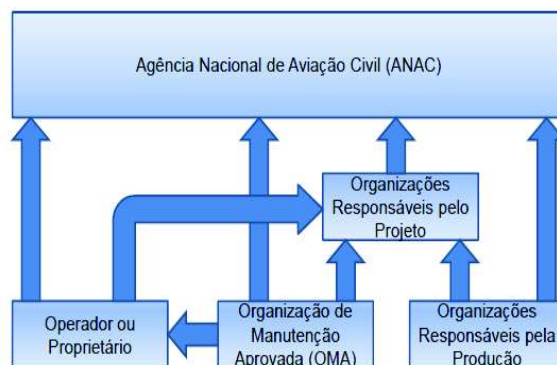 Agência Nacional de Aviação Civil (ANAC)
Organizações
Responsáveis pelo
Projeto
Operador ou
Proprietário
Organização de
Manutenção
Aprovada (OMA)
Organizações
Responsáveis pela
Produção